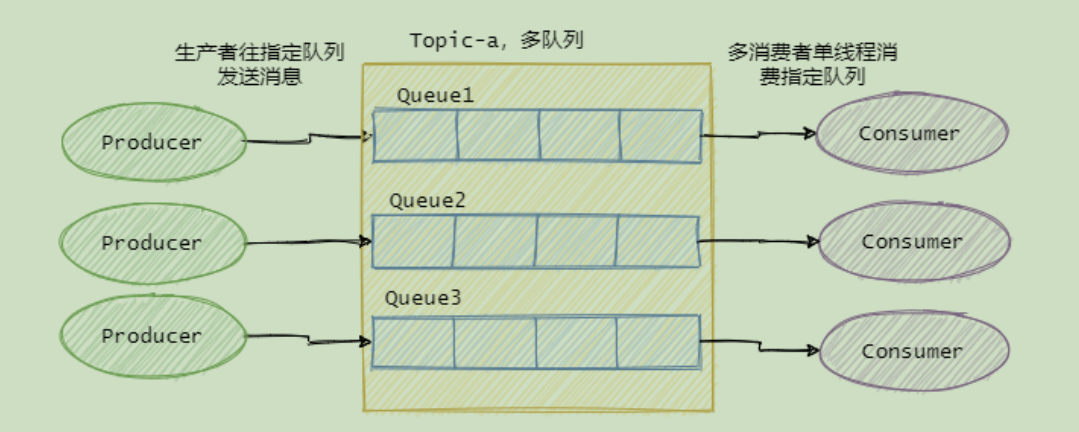 生产者往指定队列
发送消息
Topic-a, 多队列
多消费者单线程消
费指定队列
Queue1
Producer
Consumer
Queue2
Producer
Consumer
Queue3
Producer
Consumer